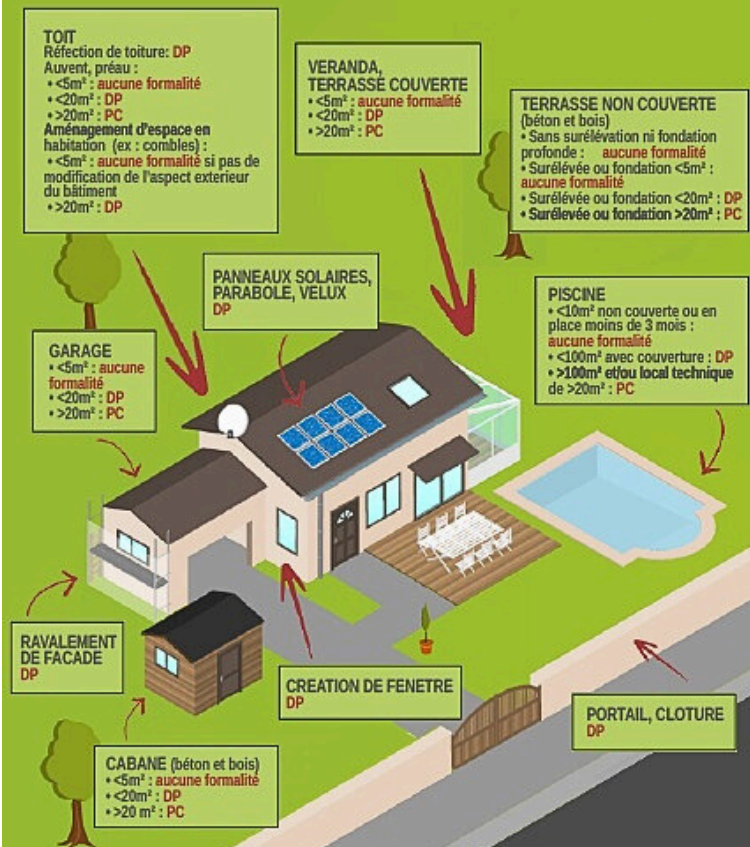 TOIT
Réfection de toiture: DP
Auvent, préau :
• <5m² : aucune formalité
• <20m² : DP
• >20m² : PC
Aménagement d'espace en
habitation (ex : combles) :
• <5m² : aucune formalité si pas de
modification de l'aspect exterieur
du bâtiment
• >20m² : DP
VERANDA,
TERRASSE COUVERTE
• <5m² : aucune formalité
• <20m² : DP
• >20m² : PC
TERRASSE NON COUVERTE
(béton et bois)
• Sans surélévation ni fondation
profonde : aucune formalité
• Surélévée ou fondation <5m² :
aucune formalité
• Surélévée ou fondation <20m² : DP
• Surélevée ou fondation >20m² : PC
PANNEAUX SOLAIRES,
PARABOLE, VELUX
DP
PISCINE
• <10m² non couverte ou en
place moins de 3 mois :
aucune formalité
• <100m² avec couverture : DP
• >100m² et/ou local technique
de >20m² : PC
GARAGE
• <5m² : aucune
formalité
• <20m² : DP
• >20m² : PC
RAVALEMENT
DE FACADE
DP
CREATION DE FENETRE
DP
PORTAIL, CLOTURE
DP
CABANE (béton et bois)
• <5m² : aucune formalité
• <20m² : DP
• >20 m² : PC